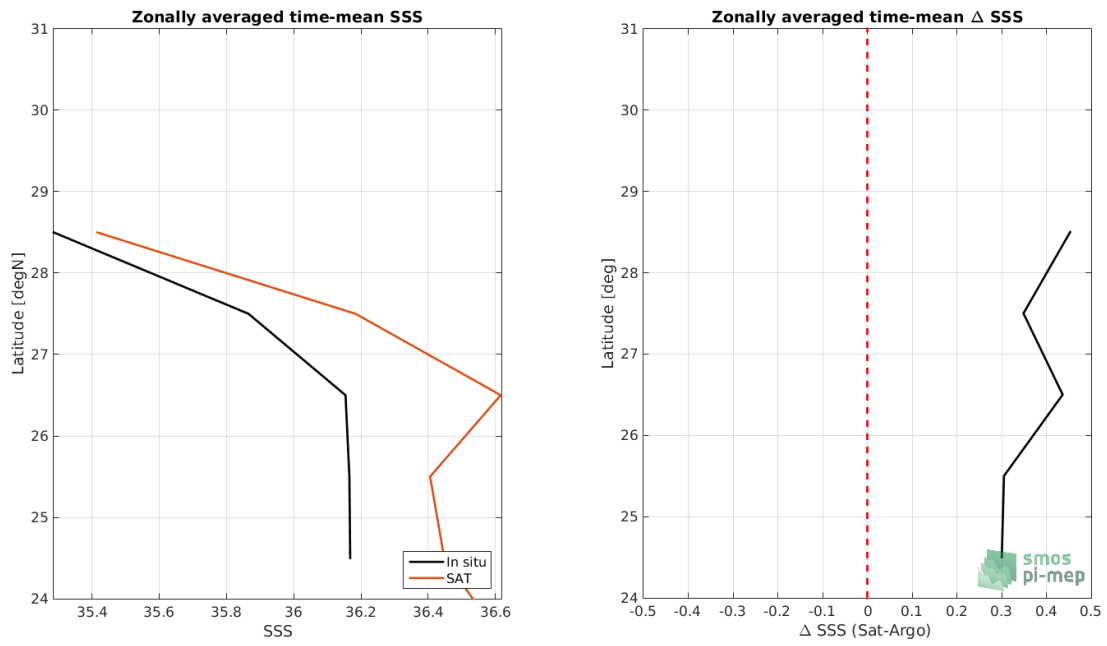 Zonally averaged time-mean SSS
31
30
29
28
27
26
25
24
Latitude [degN]
35.4 35.6 35.8 36 36.2 36.4 36.6
SSS
In situ
SAT
Zonally averaged time-mean Δ SSS
31
30
29
28
27
26
25
24
Latitude [deg]
-0.5 -0.4 -0.3 -0.2 -0.1 0 0.1 0.2 0.3 0.4 0.5
Δ SSS (Sat-Argo)
smos
pi-mep